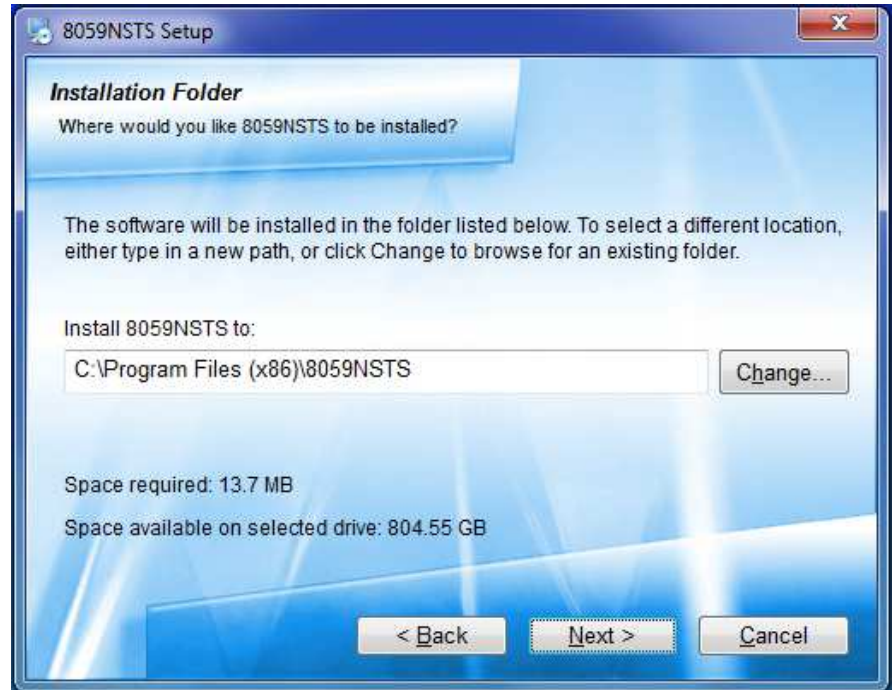 8059NSTS Setup
Installation Folder
Where would you like 8059NSTS to be installed?
The software will be installed in the folder listed below. To select a different location,
either type in a new path, or click Change to browse for an existing folder.
Install 8059NSTS to:
C:\Program Files (x86)\8059NSTS
Change...
Space required: 13.7 MB
Space available on selected drive: 804.55 GB
< Back
Next >
Cancel